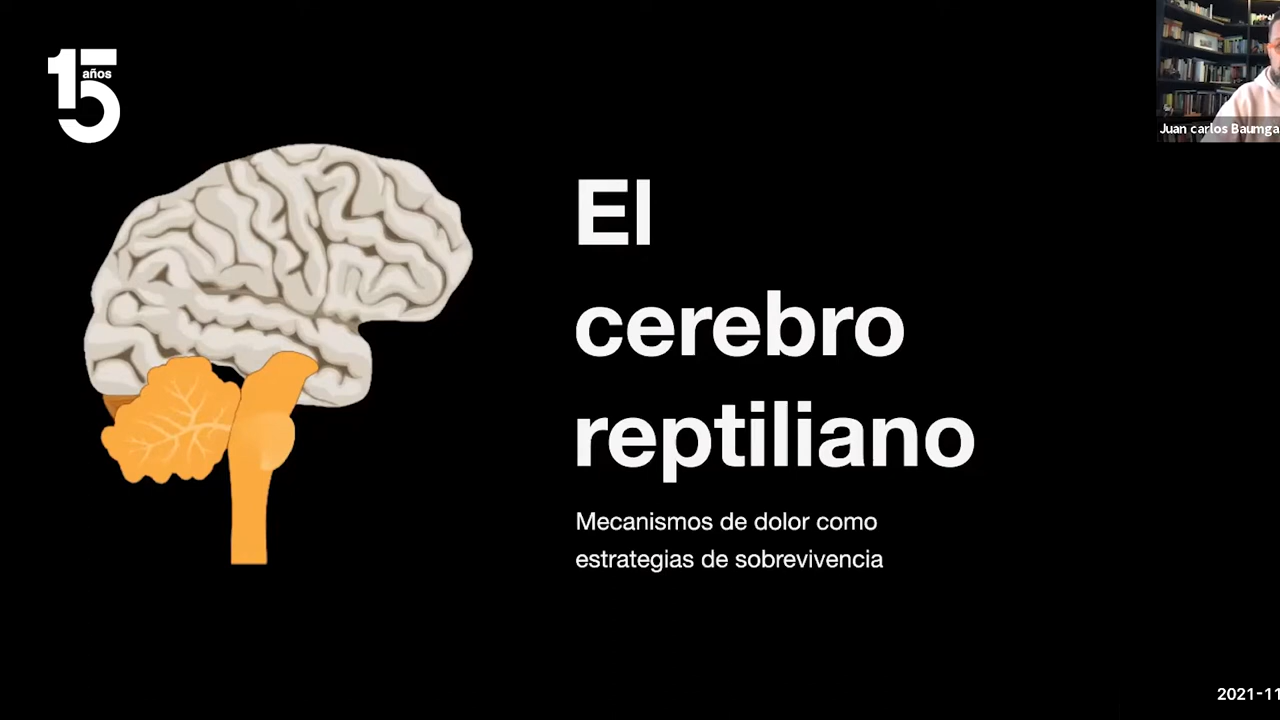 15
años
Juan carlos Baumga
El
cerebro
reptiliano
Mecanismos de dolor como
estrategias de sobrevivencia
2021-11